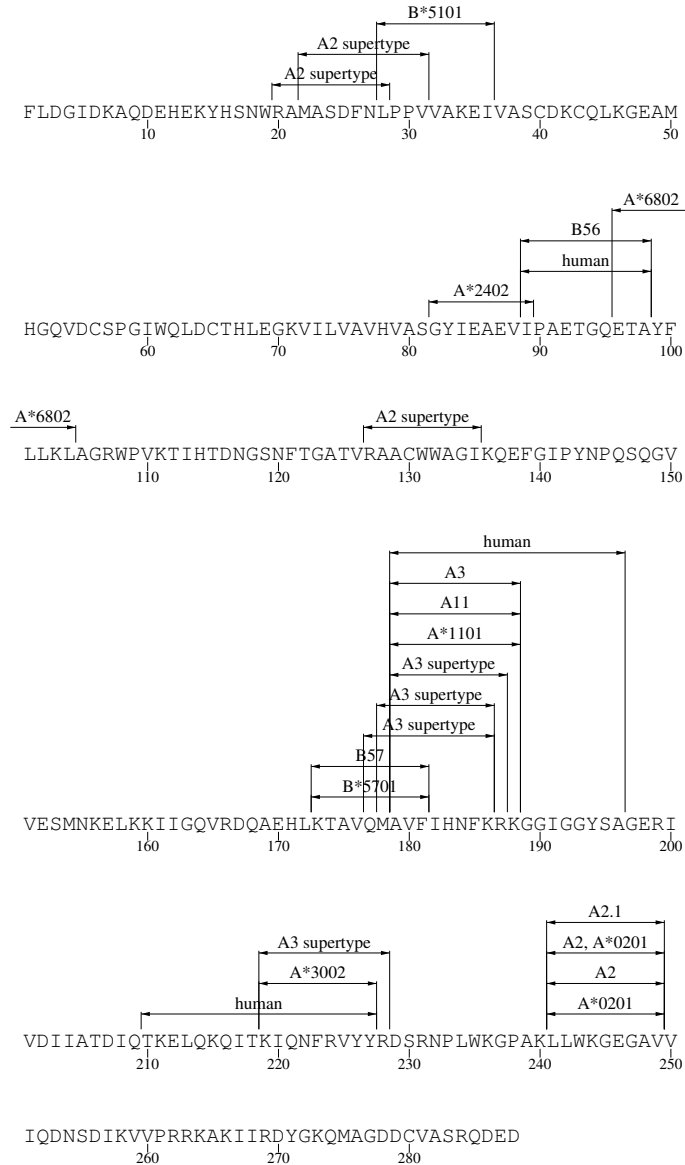 B*5101
A2 supertype
A2 supertype
FLDGIDKAQDEHEKYHSNWRAMASDFNLPPVVAKEIVASCDKCQLKGEAM
10 20 30 40 50
A*6802
B56
human
A*2402
HGQVDCSPGIWQLDCTHLEGKVILVAVHVASGYIEAEVIPAETGQETAYF
60 70 80 90 100
A*6802 A2 supertype
LLKLAGRWPVKTIHTDNGSNFTGATVRAACWWAGIKQEFGIPYNPQSQGV
110 120 130 140 150
human
A3
A11
A*1101
A3 supertype
A3 supertype
A3 supertype
B57
B*5701
VESMNKELKKIIGQVRDQAEHLKTAVQMAVFIHNFKRKGGIGGYSAGERI
160 170 180 190 200
A2.1
A3 supertype A2, A*0201
A*3002 A2
human A*0201
VDIIATDIQTKELQKQITKIQNFRVYYRDSRNPLWKGPAKLLWKGEGAVV
210 220 230 240 250
IQDNSDIKVVPRRKAKIIRDYGKQMAGDDCVASRQDED
260 270 280